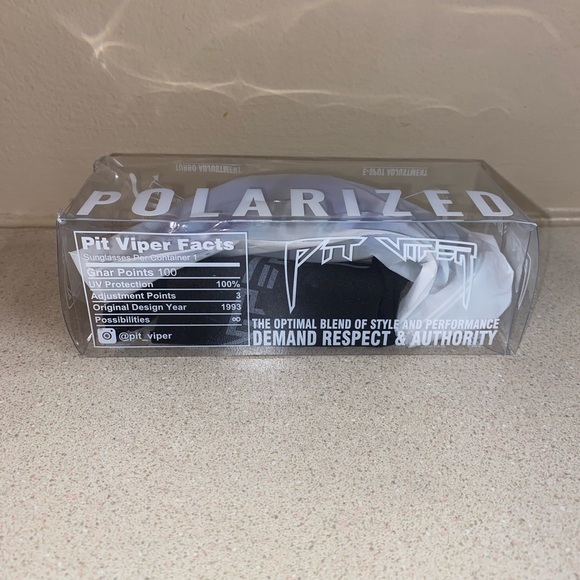 POLARIZED
Pit Viper Facts
Sunglasses Per Container 1
Gnar Points 100
UV Protection 100%
Adjustment Points 3
Original Design Year 1993
Possibilities ∞
@pit_viper
PIT VIPER
THE OPTIMAL BLEND OF STYLE AND PERFORMANCE
DEMAND RESPECT & AUTHORITY